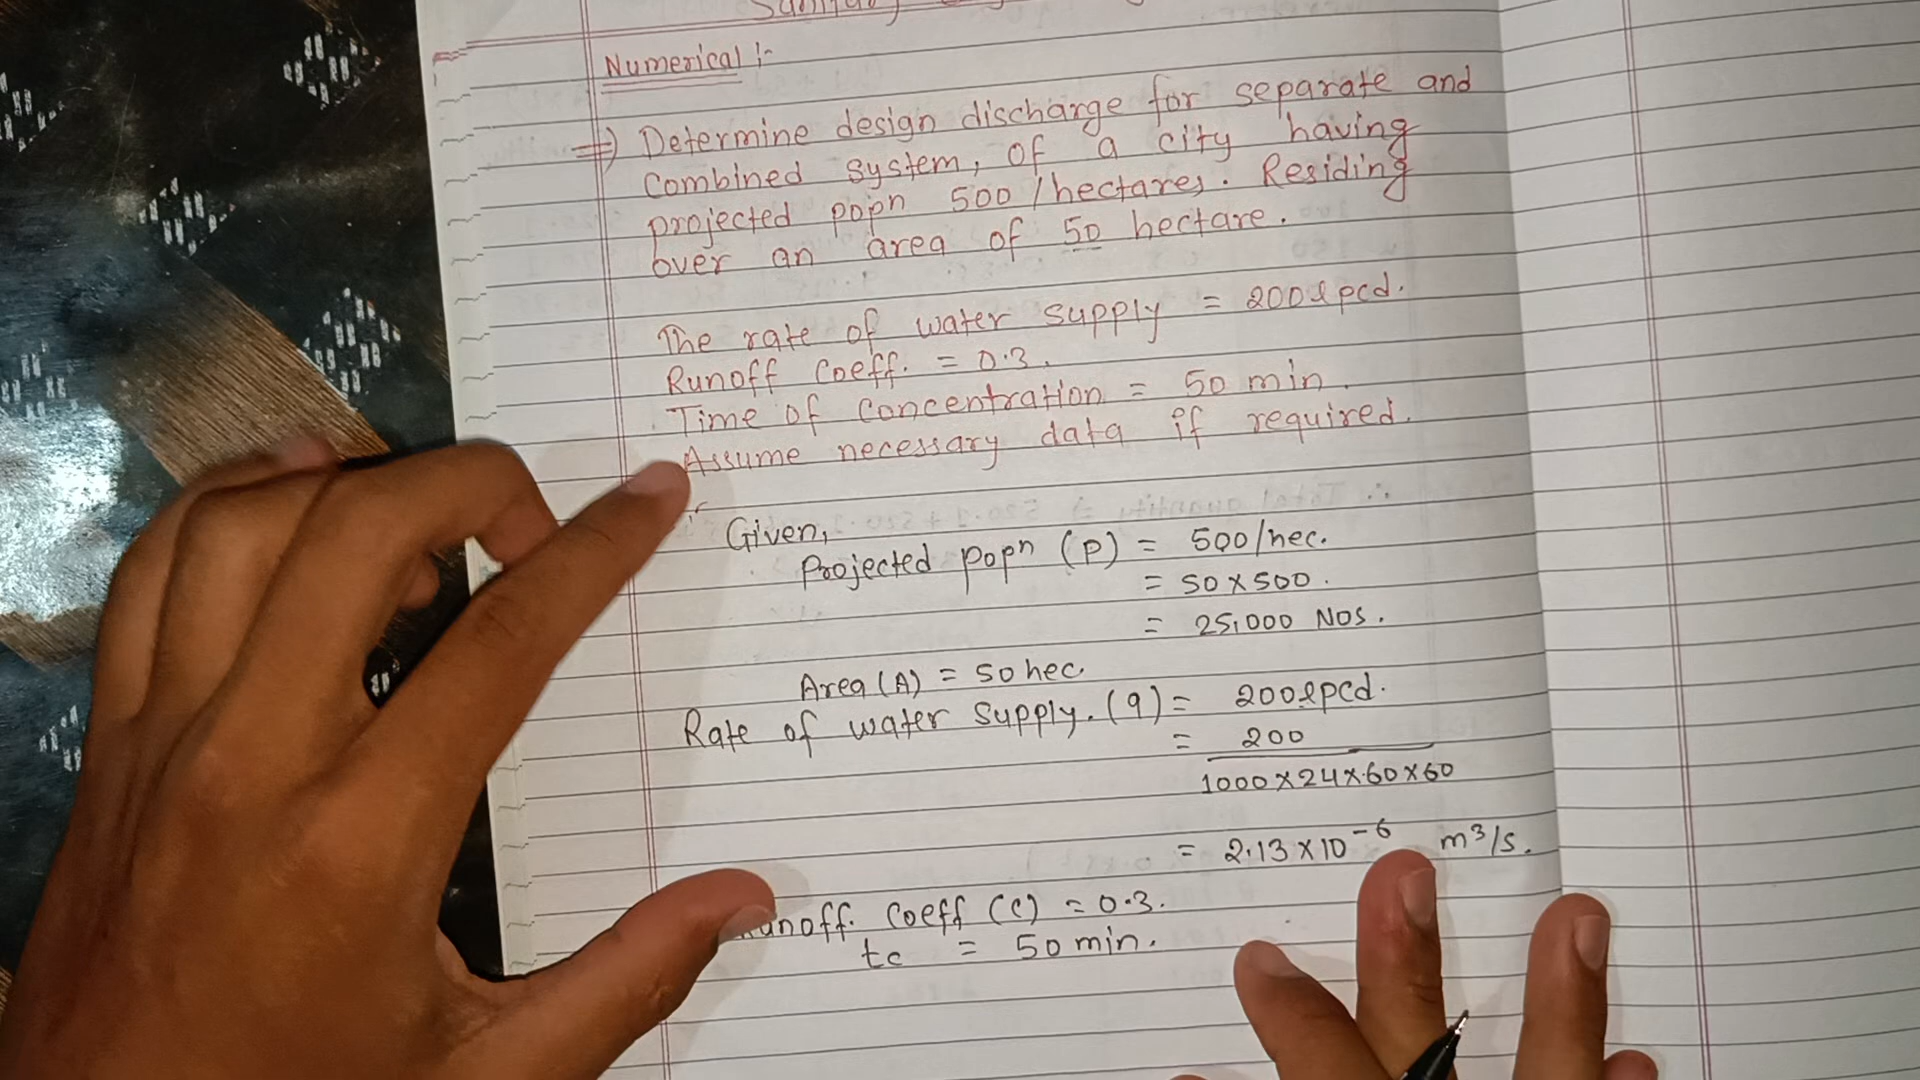 Numerical :-
⇒) Determine design discharge for separate and
combined system, of a city having
projected popn 500 / hectares. Residing
over an area of 50 hectare.
The rate of water supply = 200 lpcd.
Runoff coeff. = 0.3.
Time of concentration = 50 min.
Assume necessary data if required.
Given,
Projected popn (P) = 500/hec.
= 50 x 500.
= 25,000 Nos.
Area (A) = 50 hec.
Rate of water supply. (q) = 200 lpcd.
= 200
1000 x 24 x 60 x 60
= 2.13 x 10⁻⁶ m³/s.
unoff. coeff (C) = 0.3.
tc = 50 min.